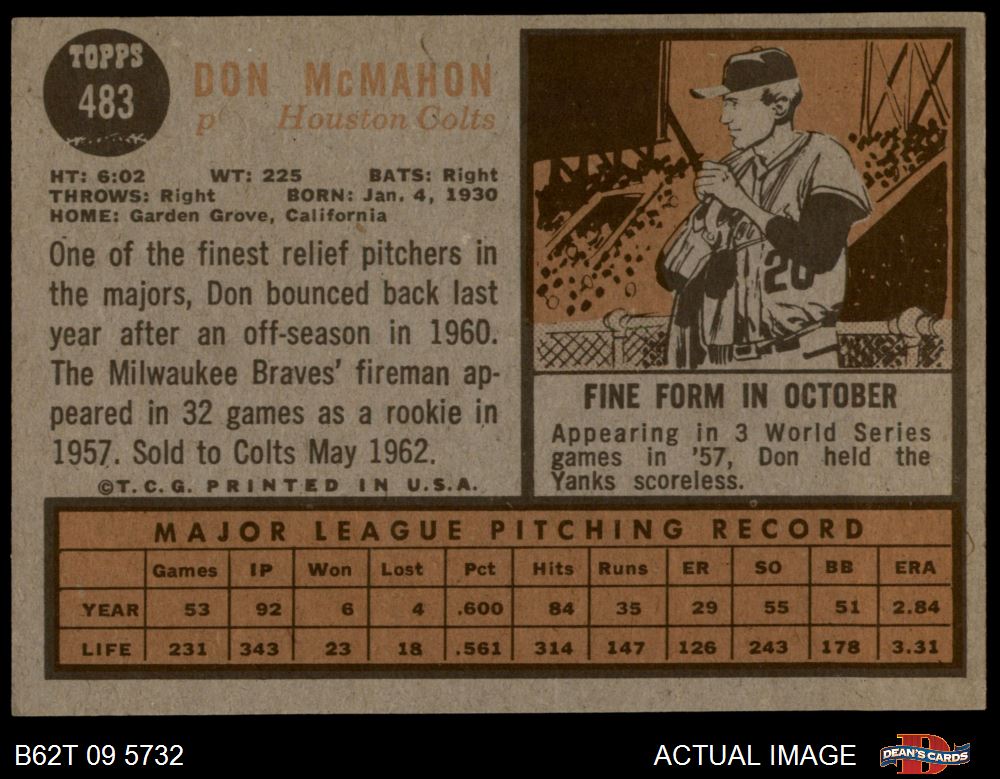 TOPPS
483
DON McMAHON
p Houston Colts
HT: 6:02 WT: 225 BATS: Right
THROWS: Right BORN: Jan. 4, 1930
HOME: Garden Grove, California
One of the finest relief pitchers in
the majors, Don bounced back last
year after an off-season in 1960.
The Milwaukee Braves' fireman ap-
peared in 32 games as a rookie in
1957. Sold to Colts May 1962.
©T.C.G. PRINTED IN U.S.A.
20
FINE FORM IN OCTOBER
Appearing in 3 World Series
games in '57, Don held the
Yanks scoreless.
MAJOR LEAGUE PITCHING RECORD
Games IP Won Lost Pct Hits Runs ER SO BB ERA
YEAR 53 92 6 4 .600 84 35 29 55 51 2.84
LIFE 231 343 23 18 .561 314 147 126 243 178 3.31
B62T 09 5732
ACTUAL IMAGE
D
DEAN'S CARDS